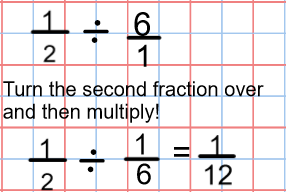 1/2 ÷ 6/1
Turn the second fraction over
and then multiply!
1/2 ÷ 1/6 = 1/12